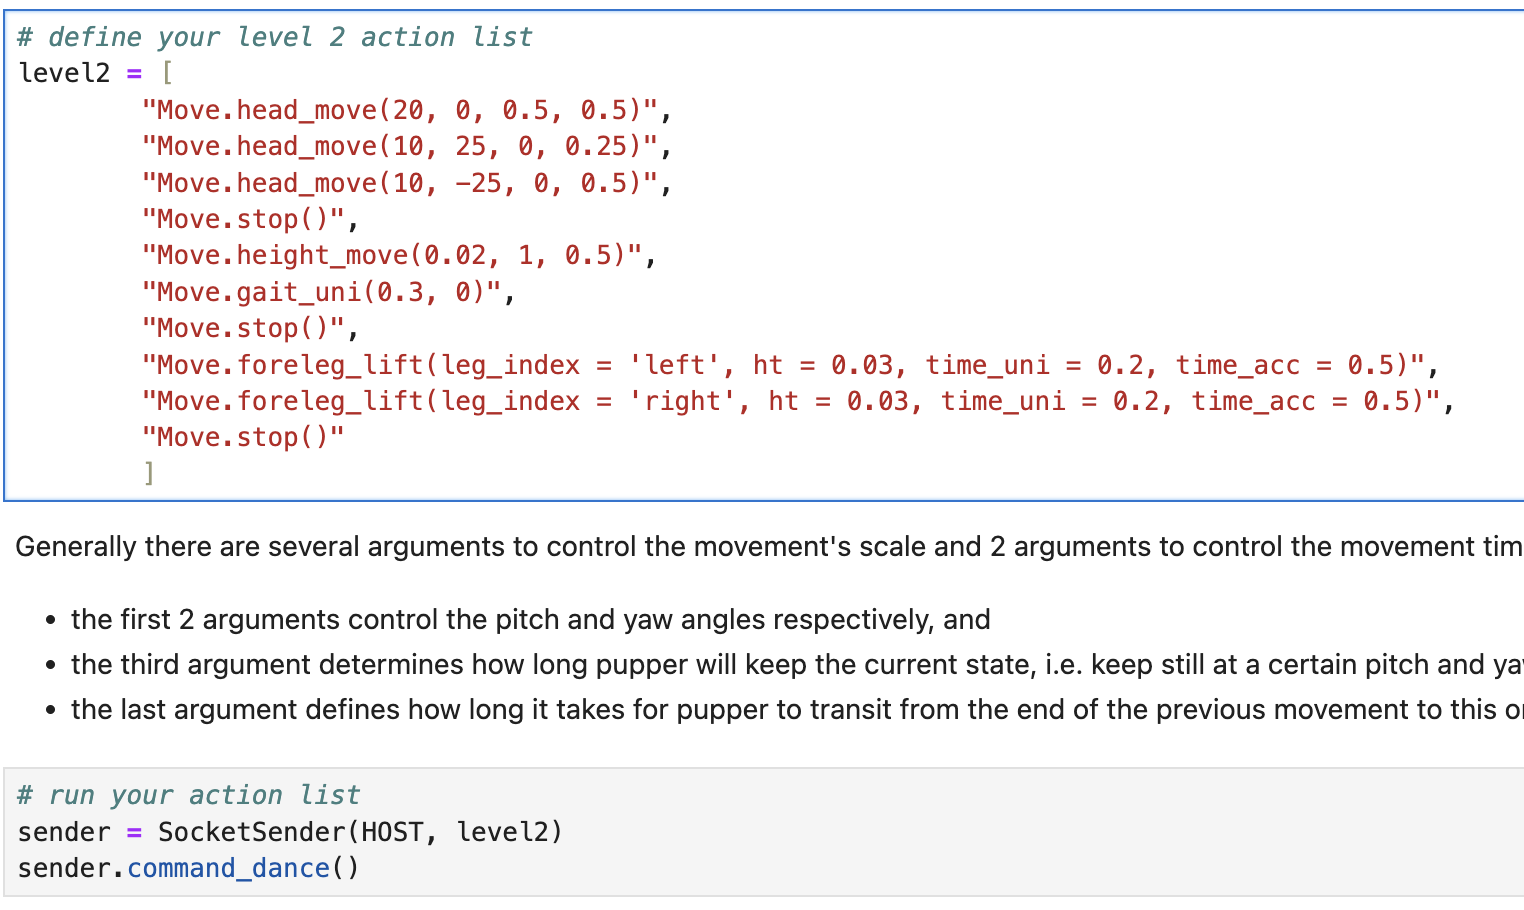 # define your level 2 action list
level2 = [
"Move.head_move(20, 0, 0.5, 0.5)",
"Move.head_move(10, 25, 0, 0.25)",
"Move.head_move(10, −25, 0, 0.5)",
"Move.stop()",
"Move.height_move(0.02, 1, 0.5)",
"Move.gait_uni(0.3, 0)",
"Move.stop()",
"Move.foreleg_lift(leg_index = 'left', ht = 0.03, time_uni = 0.2, time_acc = 0.5)",
"Move.foreleg_lift(leg_index = 'right', ht = 0.03, time_uni = 0.2, time_acc = 0.5)",
"Move.stop()"
]
Generally there are several arguments to control the movement's scale and 2 arguments to control the movement tim
• the first 2 arguments control the pitch and yaw angles respectively, and
• the third argument determines how long pupper will keep the current state, i.e. keep still at a certain pitch and ya
• the last argument defines how long it takes for pupper to transit from the end of the previous movement to this o
# run your action list
sender = SocketSender(HOST, level2)
sender.command_dance()